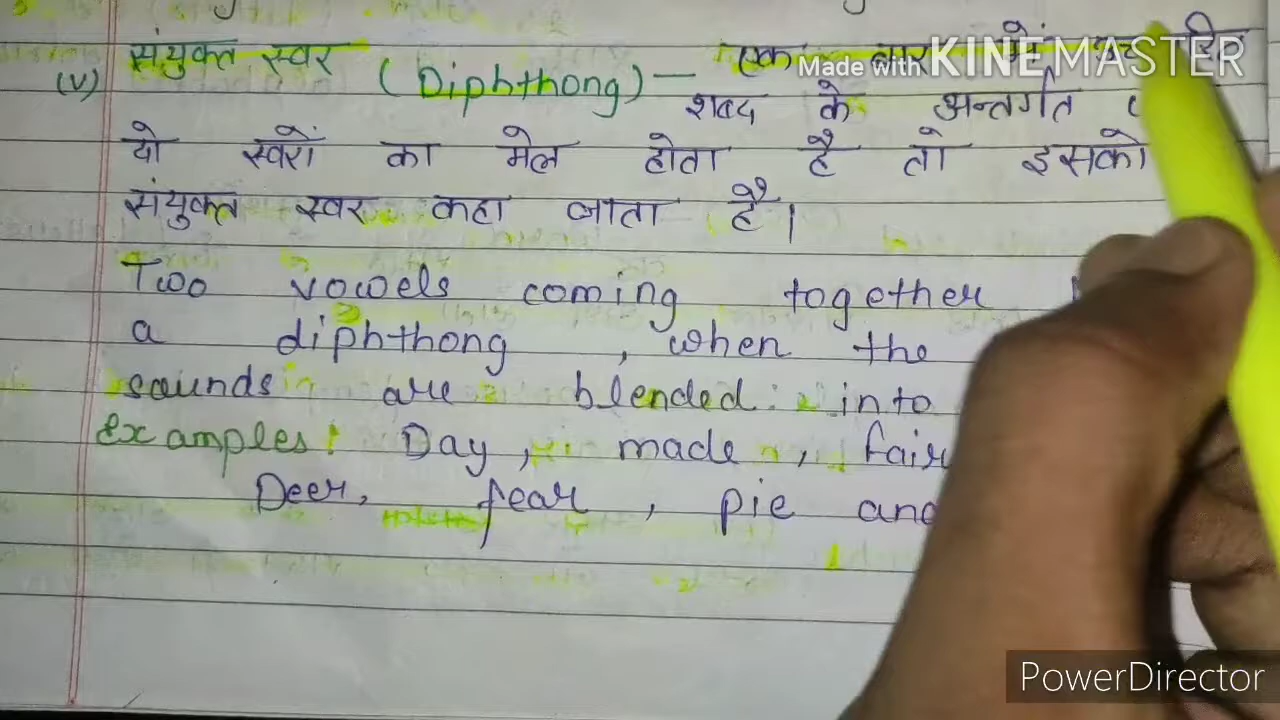 संयुक्त स्वर
एक बार में
Made with KINEMASTER
(v) (Diphthong) — शब्द के अन्तर्गत
यो स्वरों का मेल होता है तो इसको
संयुक्त स्वर कहा जाता है।
Two vowels coming together
a diphthong , when the
sounds are blended into
Examples: Day, made , fair
Deer, fear , pie and
PowerDirector